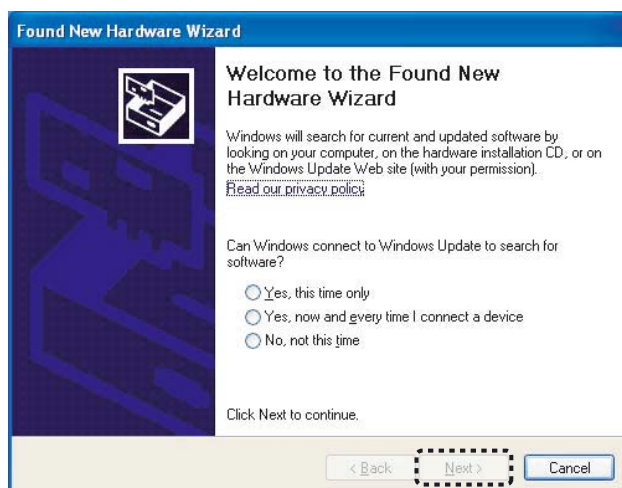 Found New Hardware Wizard
Welcome to the Found New
Hardware Wizard
Windows will search for current and updated software by
looking on your computer, on the hardware installation CD, or on
the Windows Update Web site (with your permission).
Read our privacy policy
Can Windows connect to Windows Update to search for
software?
Yes, this time only
Yes, now and every time I connect a device
No, not this time
Click Next to continue.
< Back Next > Cancel